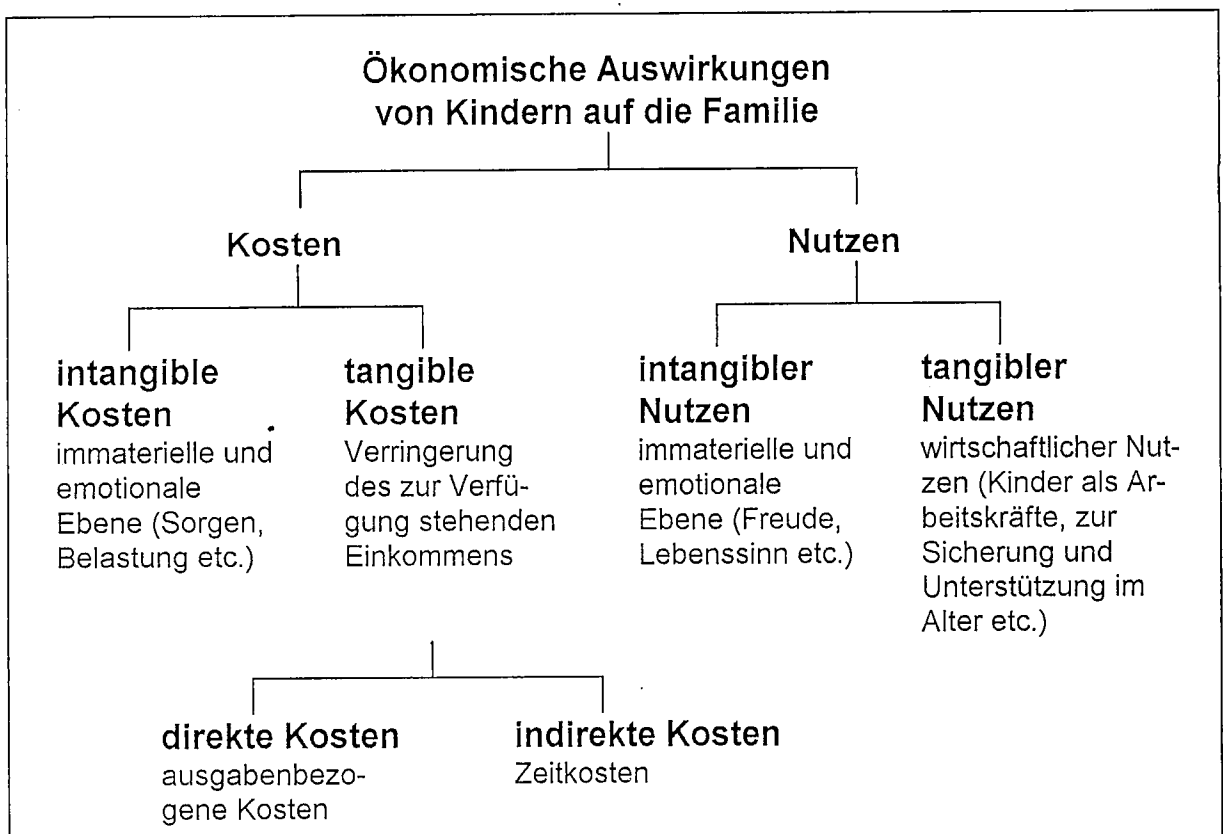 Ökonomische Auswirkungen
von Kindern auf die Familie
Kosten
Nutzen
intangible
Kosten
immaterielle und
emotionale
Ebene (Sorgen,
Belastung etc.)
tangible
Kosten
Verringerung
des zur Verfü-
gung stehenden
Einkommens
intangibler
Nutzen
immaterielle und
emotionale
Ebene (Freude,
Lebenssinn etc.)
tangibler
Nutzen
wirtschaftlicher Nut-
zen (Kinder als Ar-
beitskräfte, zur
Sicherung und
Unterstützung im
Alter etc.)
direkte Kosten
ausgabenbezo-
gene Kosten
indirekte Kosten
Zeitkosten